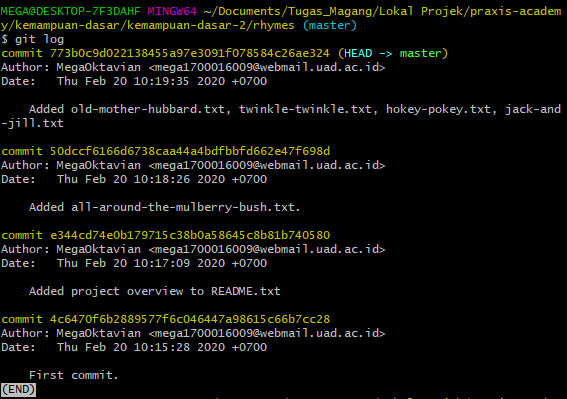 MEGA@DESKTOP-7F3DAHF MINGW64 ~/Documents/Tugas_Magang/Lokal Projek/praxis-academ
y/kemampuan-dasar/kemampuan-dasar-2/rhymes (master)
$ git log
commit 773b0c9d022138455a97e3091f078584c26ae324 (HEAD -> master)
Author: MegaOktavian <mega1700016009@webmail.uad.ac.id>
Date:   Thu Feb 20 10:19:35 2020 +0700

    Added old-mother-hubbard.txt, twinkle-twinkle.txt, hokey-pokey.txt, jack-and
-jill.txt

commit 50dccf6166d6738caa44a4bdfbbfd662e47f698d
Author: MegaOktavian <mega1700016009@webmail.uad.ac.id>
Date:   Thu Feb 20 10:18:26 2020 +0700

    Added all-around-the-mulberry-bush.txt.

commit e344cd74e0b179715c38b0a58645c8b81b740580
Author: MegaOktavian <mega1700016009@webmail.uad.ac.id>
Date:   Thu Feb 20 10:17:09 2020 +0700

    Added project overview to README.txt

commit 4c6470f6b2889577f6c046447a98615c66b7cc28
Author: MegaOktavian <mega1700016009@webmail.uad.ac.id>
Date:   Thu Feb 20 10:15:28 2020 +0700

    First commit.
(END)